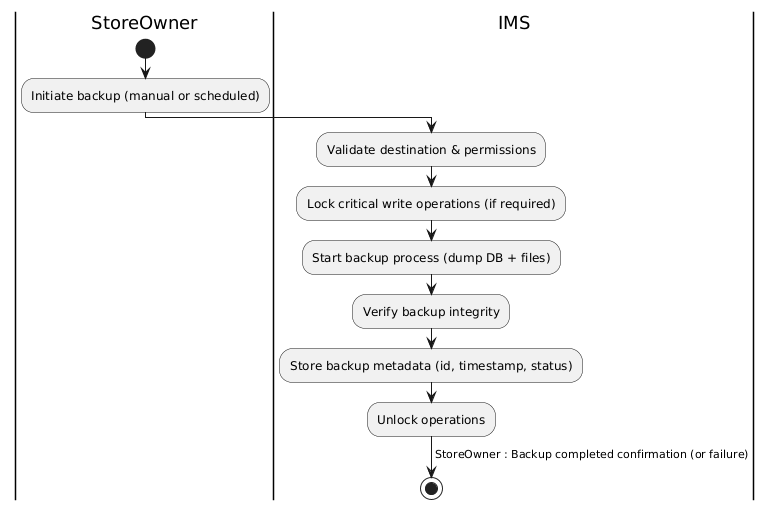 StoreOwner
IMS
Initiate backup (manual or scheduled)
Validate destination & permissions
Lock critical write operations (if required)
Start backup process (dump DB + files)
Verify backup integrity
Store backup metadata (id, timestamp, status)
Unlock operations
StoreOwner : Backup completed confirmation (or failure)